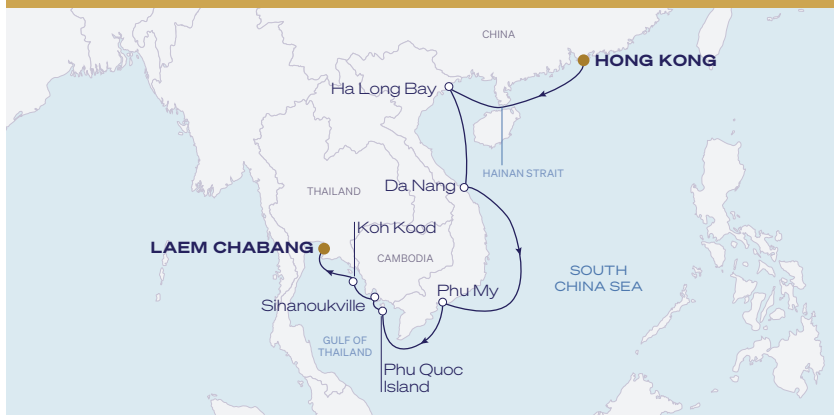 CHINA
HONG KONG
Ha Long Bay
HAINAN STRAIT
Da Nang
THAILAND
Koh Kood
LAEM CHABANG
CAMBODIA
SOUTH
CHINA SEA
Phu My
Sihanoukville
GULF OF
THAILAND
Phu Quoc
Island